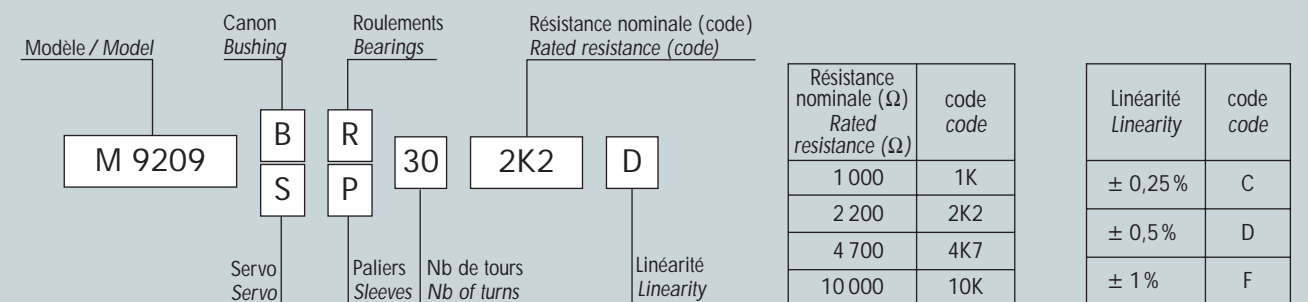 Modèle / Model
Canon
Bushing
Roulements
Bearings
Résistance nominale (code)
Rated resistance (code)
M 9209
B
S
R
P
30
2K2
D
Servo
Servo
Paliers
Sleeves
Nb de tours
Nb of turns
Linéarité
Linearity
Résistance
nominale (Ω)
Rated
resistance (Ω)
code
code
1 000 1K
2 200 2K2
4 700 4K7
10 000 10K
Linéarité
Linearity
code
code
± 0,25% C
± 0,5% D
± 1% F